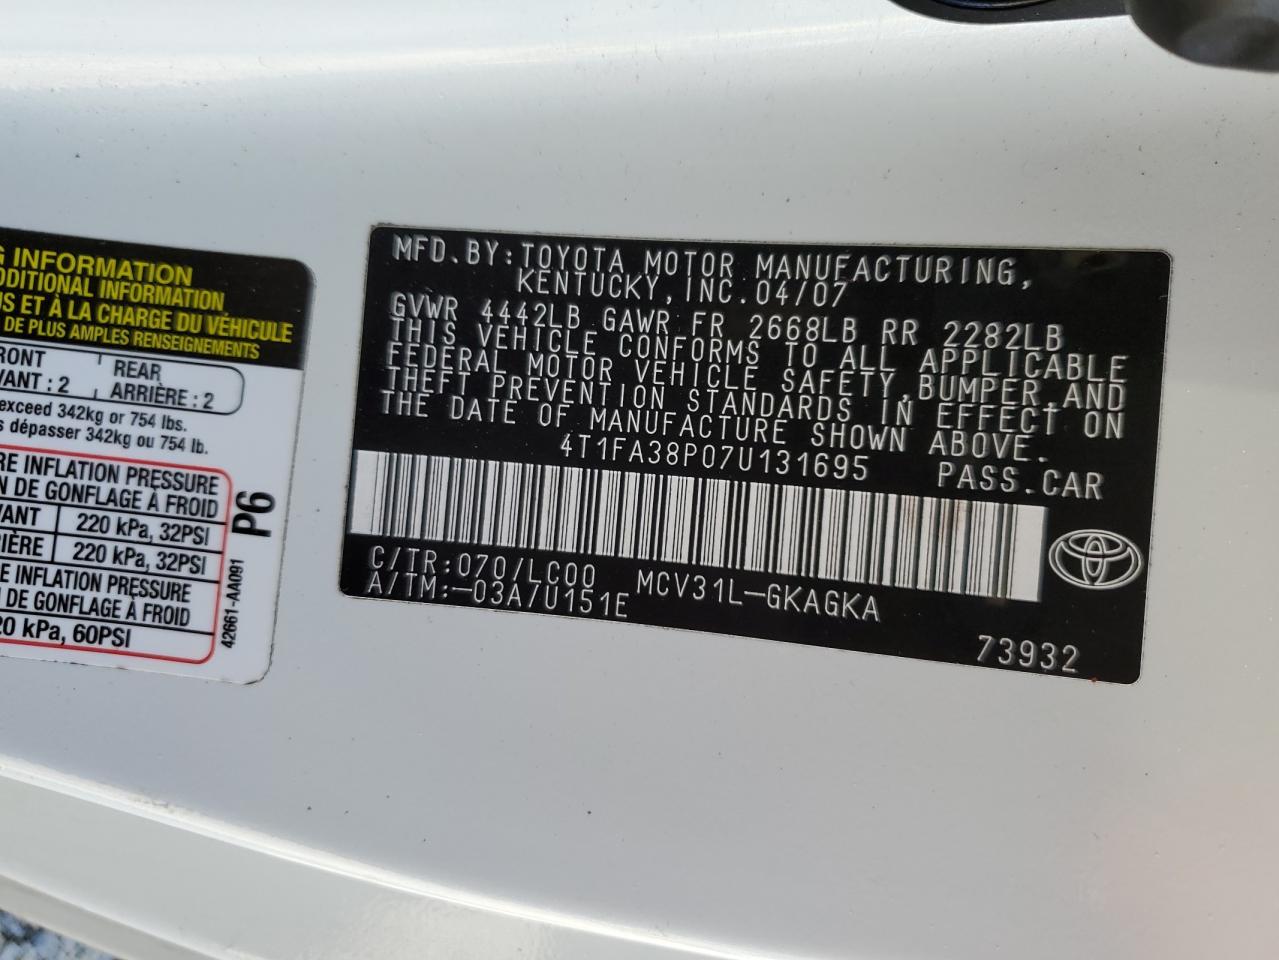 G INFORMATION
DDITIONAL INFORMATION
US ET À LA CHARGE DU VÉHICULE
DE PLUS AMPLES RENSEIGNEMENTS
FRONT
REAR
VANT : 2
ARRIÈRE : 2
exceed 342kg or 754 lbs.
s dépasser 342kg ou 754 lb.
RE INFLATION PRESSURE
N DE GONFLAGE À FROID
VANT 220 kPa, 32PSI
RIÈRE 220 kPa, 32PSI
E INFLATION PRESSURE
DE GONFLAGE À FROID
20 kPa, 60PSI
P6
42661-AA091
MFD. BY: TOYOTA MOTOR MANUFACTURING,
KENTUCKY, INC. 04/07
GVWR 4442LB GAWR FR 2668LB RR 2282LB
THIS VEHICLE CONFORMS TO ALL APPLICABLE
FEDERAL MOTOR VEHICLE SAFETY, BUMPER, AND
THEFT PREVENTION STANDARDS IN EFFECT ON
THE DATE OF MANUFACTURE SHOWN ABOVE.
4T1FA38P07U131695 PASS. CAR
C/TR: 070/LC00 MCV31L-GKAGKA
A/TM: -03A/U151E
73932